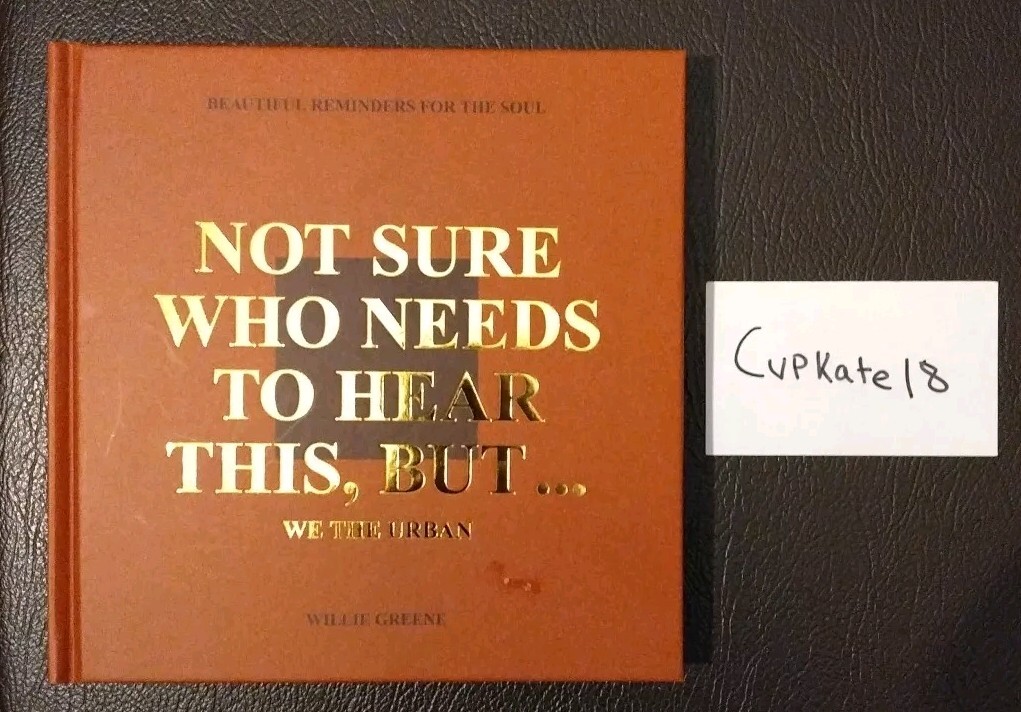 BEAUTIFUL REMINDERS FOR THE SOUL
NOT SURE
WHO NEEDS
TO HEAR
THIS, BUT ...
WE THE URBAN
WILLIE GREENE
CupKate18